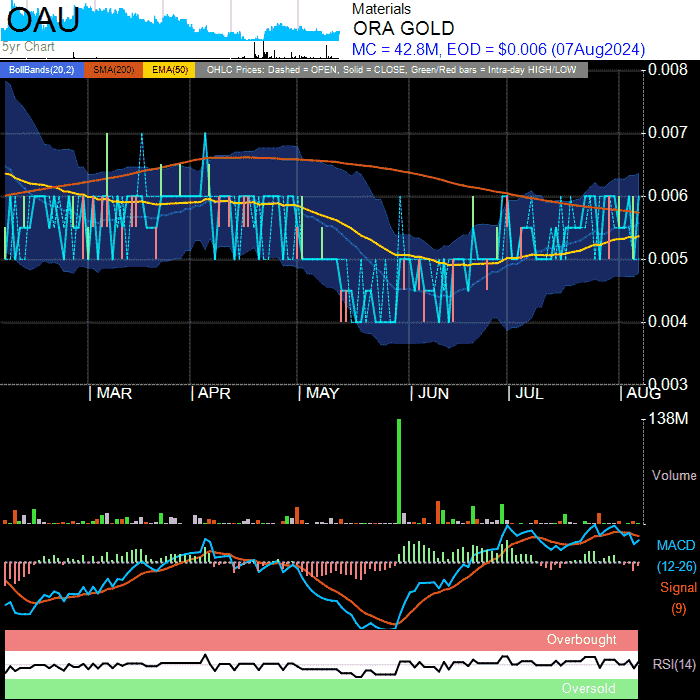 OAU
5yr Chart
Materials
ORA GOLD
MC = 42.8M, EOD = $0.006 (07Aug2024)
BollBands(20,2) SMA(200) EMA(50) OHLC Prices: Dashed = OPEN, Solid = CLOSE, Green/Red bars = Intra-day HIGH/LOW
0.008
0.007
0.006
0.005
0.004
0.003
| MAR | APR | MAY | JUN | JUL | AUG
138M
Volume
MACD
(12-26)
Signal
(9)
Overbought
RSI(14)
Oversold